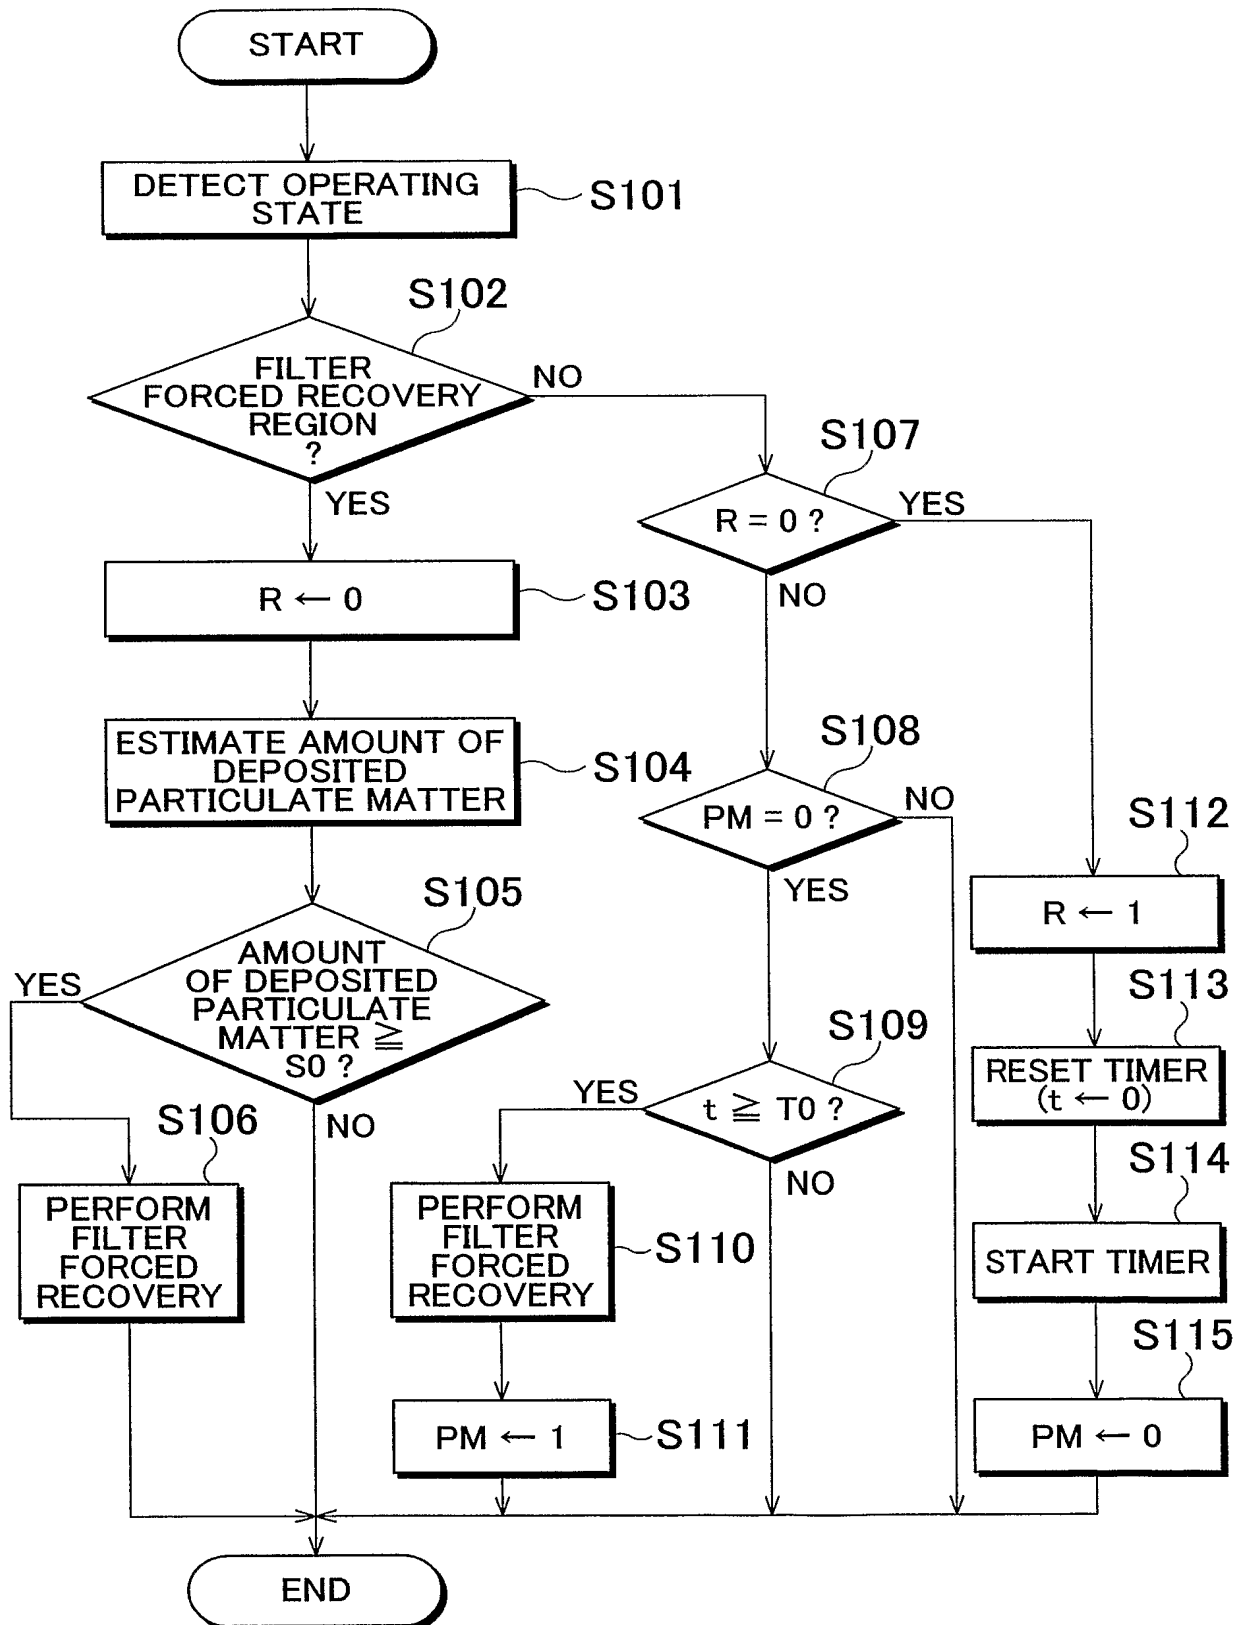 START
DETECT OPERATING
STATE
S101
S102
FILTER
FORCED RECOVERY
REGION
?
NO
YES
S107
R = 0 ?
YES
NO
R ← 0
S103
ESTIMATE AMOUNT OF
DEPOSITED
PARTICULATE MATTER
S104
S108
PM = 0 ?
NO
YES
S112
R ← 1
S105
AMOUNT
OF DEPOSITED
PARTICULATE
MATTER ≧
S0 ?
YES
NO
S113
RESET TIMER
(t ← 0)
S109
t ≧ T0 ?
YES
NO
S106
PERFORM
FILTER
FORCED
RECOVERY
PERFORM
FILTER
FORCED
RECOVERY
S110
S114
START TIMER
PM ← 1
S111
S115
PM ← 0
END